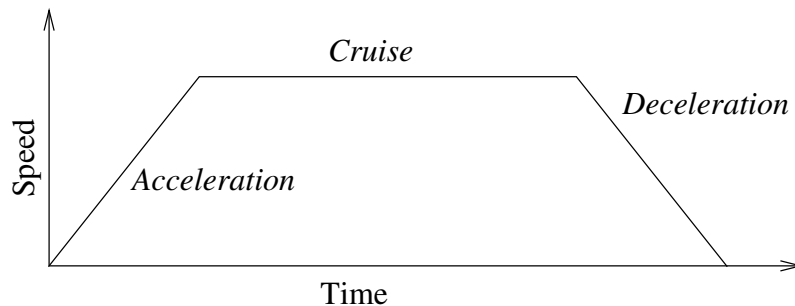 Cruise
Deceleration
Acceleration
Speed
Time